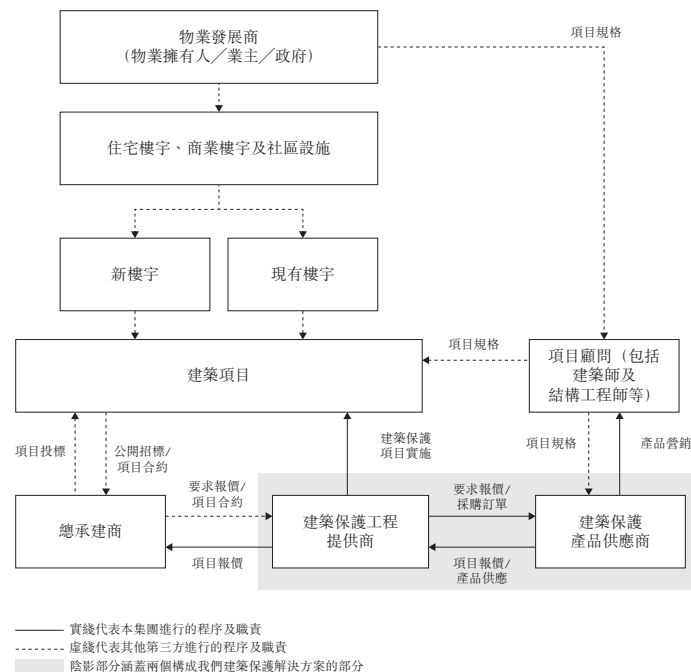 物業發展商
（物業擁有人／業主／政府）
項目規格
住宅樓宇、商業樓宇及社區設施
新樓宇
現有樓宇
建築項目
項目規格
項目顧問（包括
建築師及
結構工程師等）
項目投標
公開招標/
項目合約
建築保護
項目實施
項目規格
產品營銷
總承建商
要求報價/
項目合約
項目報價
建築保護工程
提供商
要求報價/
採購訂單
項目報價/
產品供應
建築保護
產品供應商
實綫代表本集團進行的程序及職責
虛綫代表其他第三方進行的程序及職責
陰影部分涵蓋兩個構成我們建築保護解決方案的部分